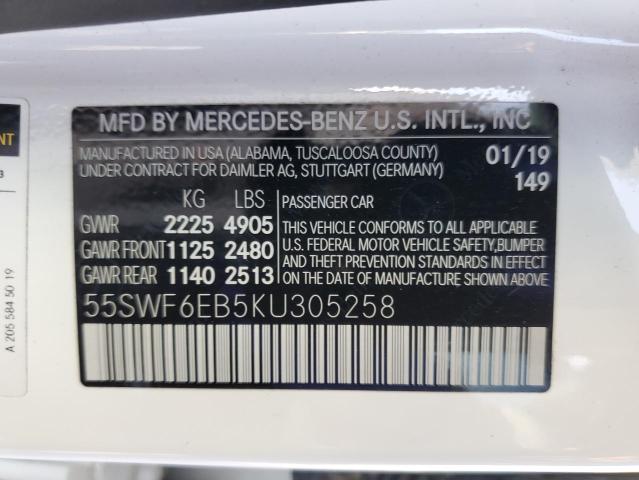 MFD BY MERCEDES-BENZ U.S. INTL., INC
MANUFACTURED IN USA (ALABAMA, TUSCALOOSA COUNTY) 01/19
UNDER CONTRACT FOR DAIMLER AG, STUTTGART (GERMANY) 149
KG LBS PASSENGER CAR
GVWR 2225 4905 THIS VEHICLE CONFORMS TO ALL APPLICABLE
GAWR FRONT 1125 2480 U.S. FEDERAL MOTOR VEHICLE SAFETY, BUMPER
GAWR REAR 1140 2513 AND THEFT PREVENTION STANDARDS IN EFFECT
ON THE DATE OF MANUFACTURE SHOWN ABOVE.
55SWF6EB5KU305258
A 205 584 50 19
NT
3